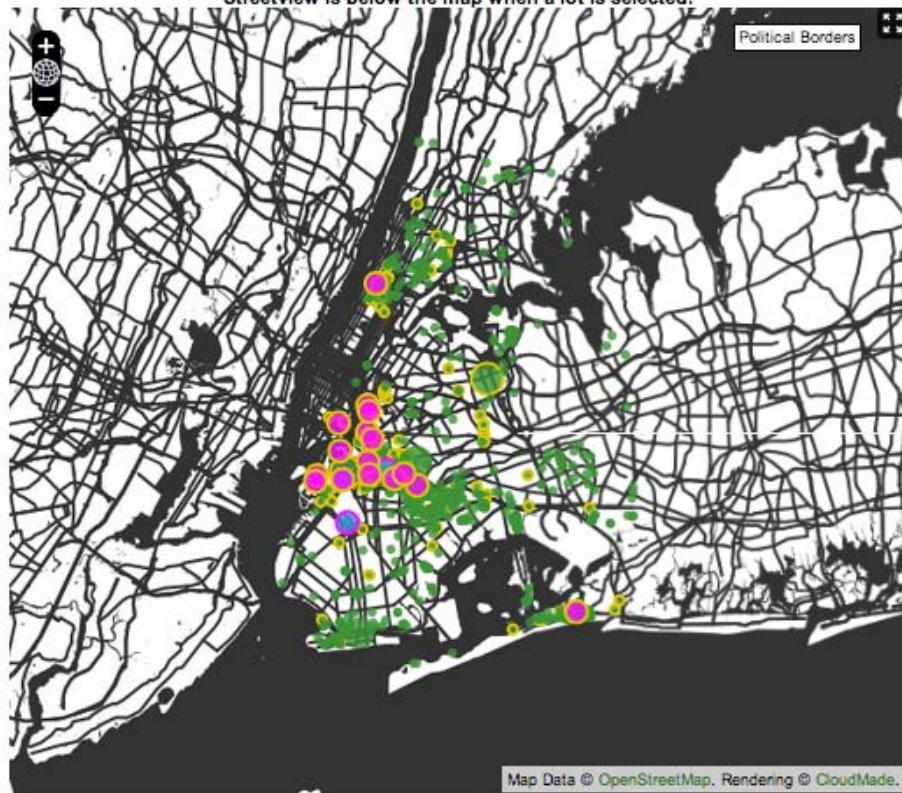 Streetview is below the map when a lot is selected.
Political Borders
Map Data © OpenStreetMap. Rendering © CloudMade.